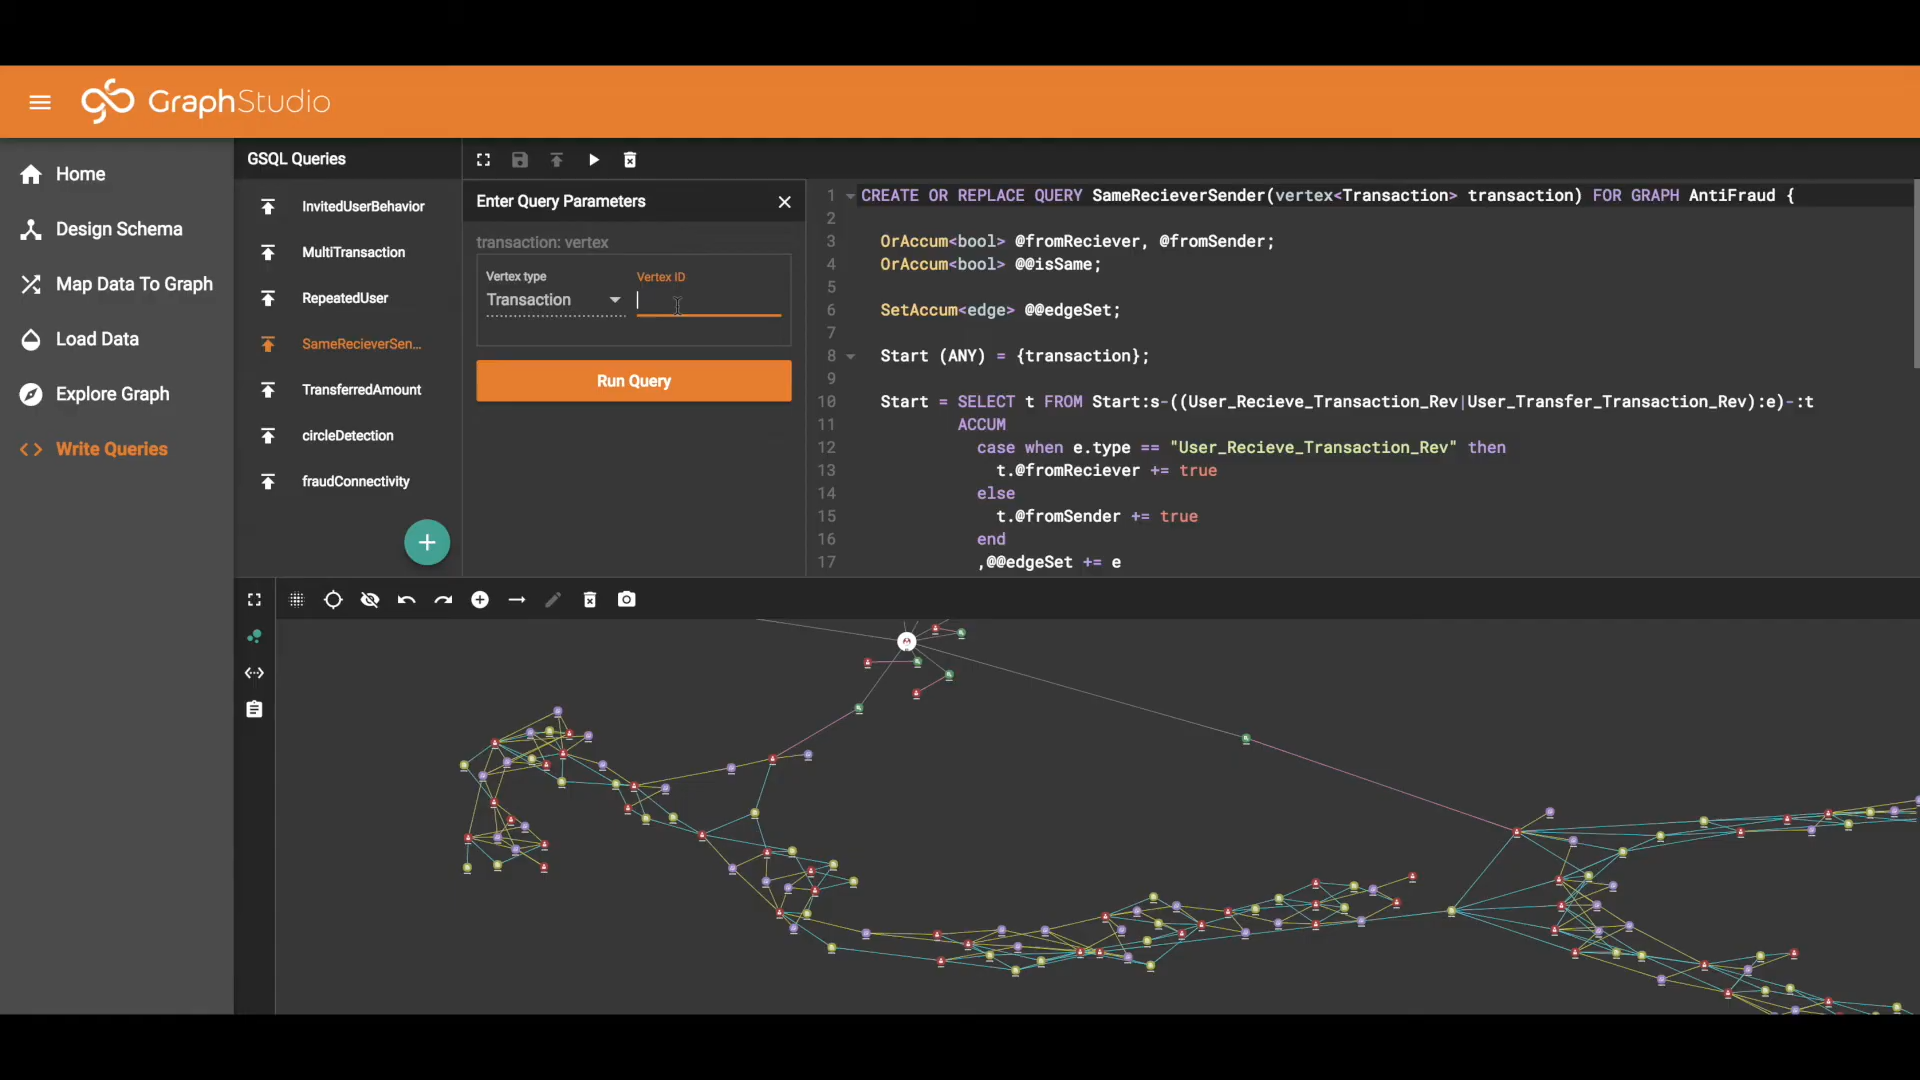 GraphStudio
Home
Design Schema
Map Data To Graph
Load Data
Explore Graph
Write Queries
GSQL Queries
InvitedUserBehavior
MultiTransaction
RepeatedUser
SameRecieverSen...
TransferredAmount
circleDetection
fraudConnectivity
Enter Query Parameters
transaction: vertex
Vertex type
Transaction
Vertex ID
Run Query
1 CREATE OR REPLACE QUERY SameRecieverSender(vertex<Transaction> transaction) FOR GRAPH AntiFraud {
2
3 OrAccum<bool> @fromReciever, @fromSender;
4 OrAccum<bool> @@isSame;
5
6 SetAccum<edge> @@edgeSet;
7
8 Start (ANY) = {transaction};
9
10 Start = SELECT t FROM Start:s-((User_Recieve_Transaction_Rev|User_Transfer_Transaction_Rev):e)-:t
11 ACCUM
12 case when e.type == "User_Recieve_Transaction_Rev" then
13 t.@fromReciever += true
14 else
15 t.@fromSender += true
16 end
17 ,@@edgeSet += e